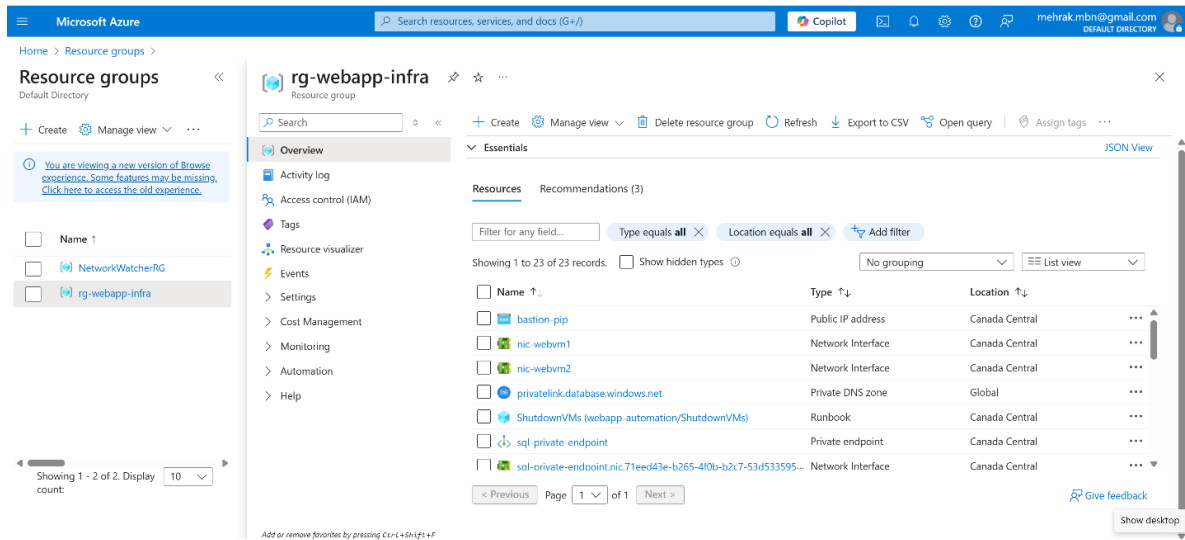 Microsoft Azure
Search resources, services, and docs (G+/)
Copilot
mehrak.mbn@gmail.com
DEFAULT DIRECTORY
Home > Resource groups >
Resource groups
Default Directory
Create
Manage view
You are viewing a new version of Browse
experience. Some features may be missing.
Click here to access the old experience.
Name ↑
NetworkWatcherRG
rg-webapp-infra
Showing 1 - 2 of 2. Display
count:
10
rg-webapp-infra
Resource group
Search
Overview
Activity log
Access control (IAM)
Tags
Resource visualizer
Events
Settings
Cost Management
Monitoring
Automation
Help
Add or remove favorites by pressing Ctrl+Shift+F
Create
Manage view
Delete resource group
Refresh
Export to CSV
Open query
Assign tags
Essentials
JSON View
Resources
Recommendations (3)
Filter for any field...
Type equals all
Location equals all
Add filter
Showing 1 to 23 of 23 records.
Show hidden types
No grouping
List view
Name ↑↓ Type ↑↓ Location ↑↓
bastion-pip Public IP address Canada Central
nic-webvm1 Network Interface Canada Central
nic-webvm2 Network Interface Canada Central
privatelink.database.windows.net Private DNS zone Global
ShutdownVMs (webapp-automation/ShutdownVMs) Runbook Canada Central
sql-private-endpoint Private endpoint Canada Central
sql-private-endpoint.nic.71eed43e-b265-4f0b-b2c7-53d533595... Network Interface Canada Central
< Previous Page 1 of 1 Next >
Give feedback
Show desktop